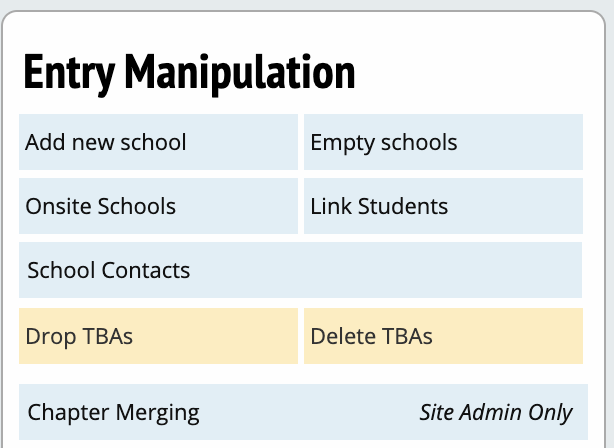 Entry Manipulation
Add new school
Empty schools
Onsite Schools
Link Students
School Contacts
Drop TBAs
Delete TBAs
Chapter Merging
Site Admin Only